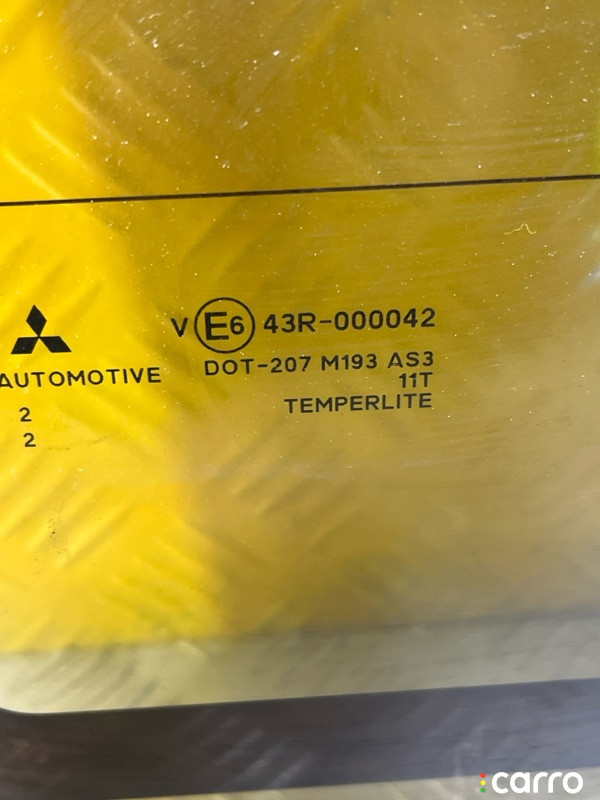 V E6 43R-000042
DOT-207 M193 AS3
11T
TEMPERLITE
AUTOMOTIVE
2
2
carro